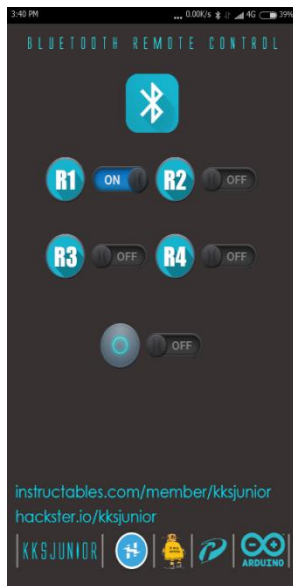 3:40 PM ... 0.00K/s 4G 39%
BLUETOOTH REMOTE CONTROL
R1 ON R2 OFF
R3 OFF R4 OFF
OFF
instructables.com/member/kksjunior
hackster.io/kksjunior
KKSJUNIOR
ARDUINO